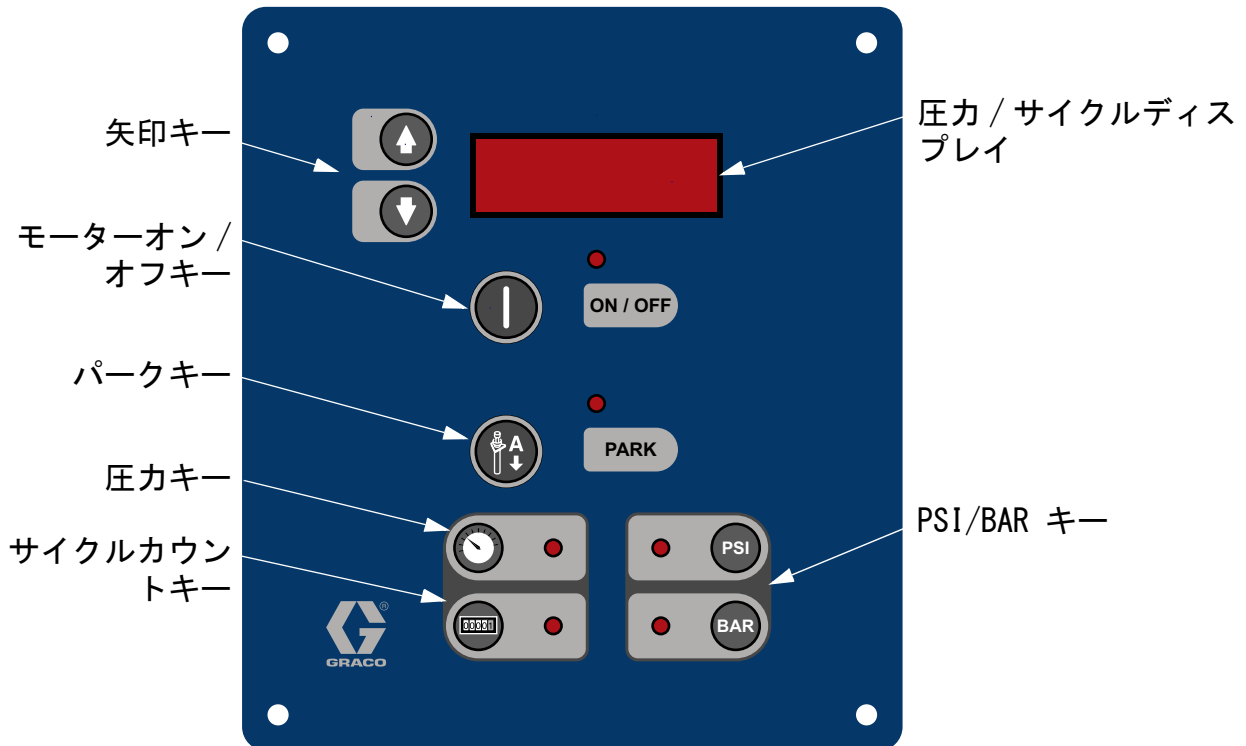 矢印キー
圧力 / サイクルディス
プレイ
モーターオン /
オフキー
ON / OFF
パークキー
A
PARK
圧力キー
PSI
PSI/BAR キー
サイクルカウン
トキー
00001
BAR
®
GRACO